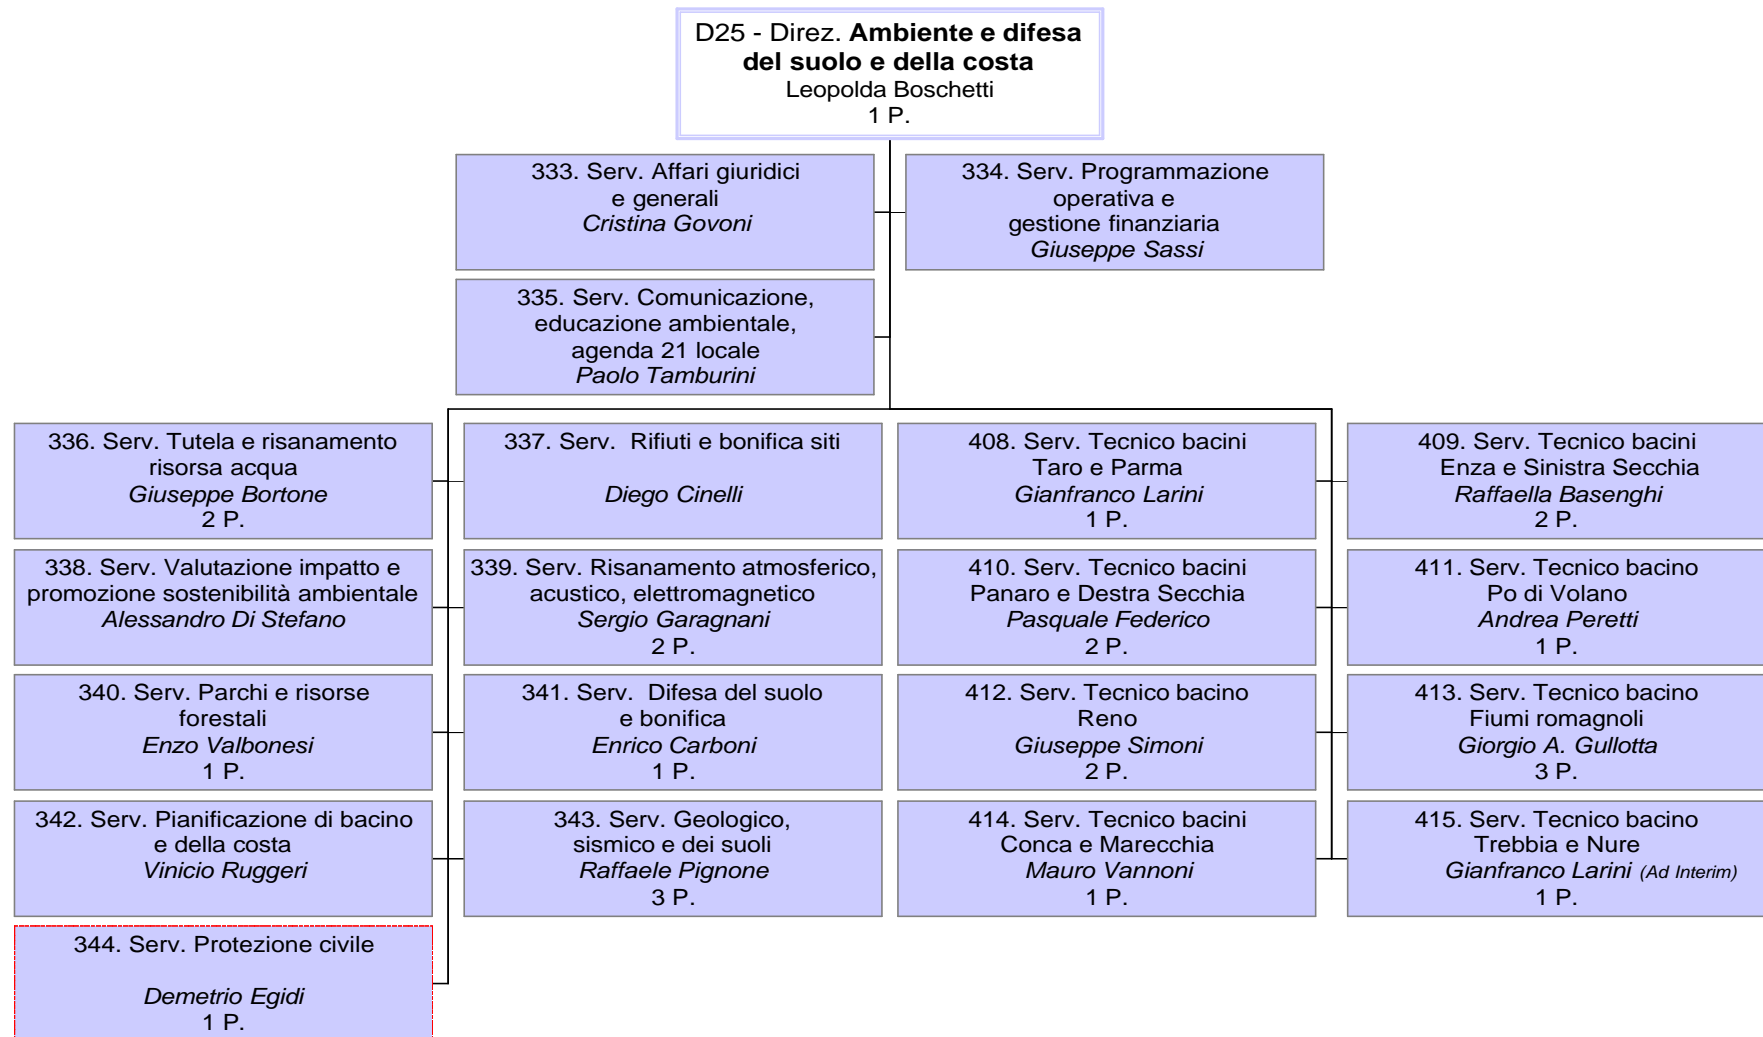 D25 - Direz. Ambiente e difesa
del suolo e della costa
Leopolda Boschetti
1 P.
333. Serv. Affari giuridici
e generali
Cristina Govoni
334. Serv. Programmazione
operativa e
gestione finanziaria
Giuseppe Sassi
335. Serv. Comunicazione,
educazione ambientale,
agenda 21 locale
Paolo Tamburini
336. Serv. Tutela e risanamento
risorsa acqua
Giuseppe Bortone
2 P.
337. Serv. Rifiuti e bonifica siti
Diego Cinelli
408. Serv. Tecnico bacini
Taro e Parma
Gianfranco Larini
1 P.
409. Serv. Tecnico bacini
Enza e Sinistra Secchia
Raffaella Basenghi
2 P.
338. Serv. Valutazione impatto e
promozione sostenibilità ambientale
Alessandro Di Stefano
339. Serv. Risanamento atmosferico,
acustico, elettromagnetico
Sergio Garagnani
2 P.
410. Serv. Tecnico bacini
Panaro e Destra Secchia
Pasquale Federico
2 P.
411. Serv. Tecnico bacino
Po di Volano
Andrea Peretti
1 P.
340. Serv. Parchi e risorse
forestali
Enzo Valbonesi
1 P.
341. Serv. Difesa del suolo
e bonifica
Enrico Carboni
1 P.
412. Serv. Tecnico bacino
Reno
Giuseppe Simoni
2 P.
413. Serv. Tecnico bacino
Fiumi romagnoli
Giorgio A. Gullotta
3 P.
342. Serv. Pianificazione di bacino
e della costa
Vinicio Ruggeri
343. Serv. Geologico,
sismico e dei suoli
Raffaele Pignone
3 P.
414. Serv. Tecnico bacini
Conca e Marecchia
Mauro Vannoni
1 P.
415. Serv. Tecnico bacino
Trebbia e Nure
Gianfranco Larini (Ad Interim)
1 P.
344. Serv. Protezione civile
Demetrio Egidi
1 P.